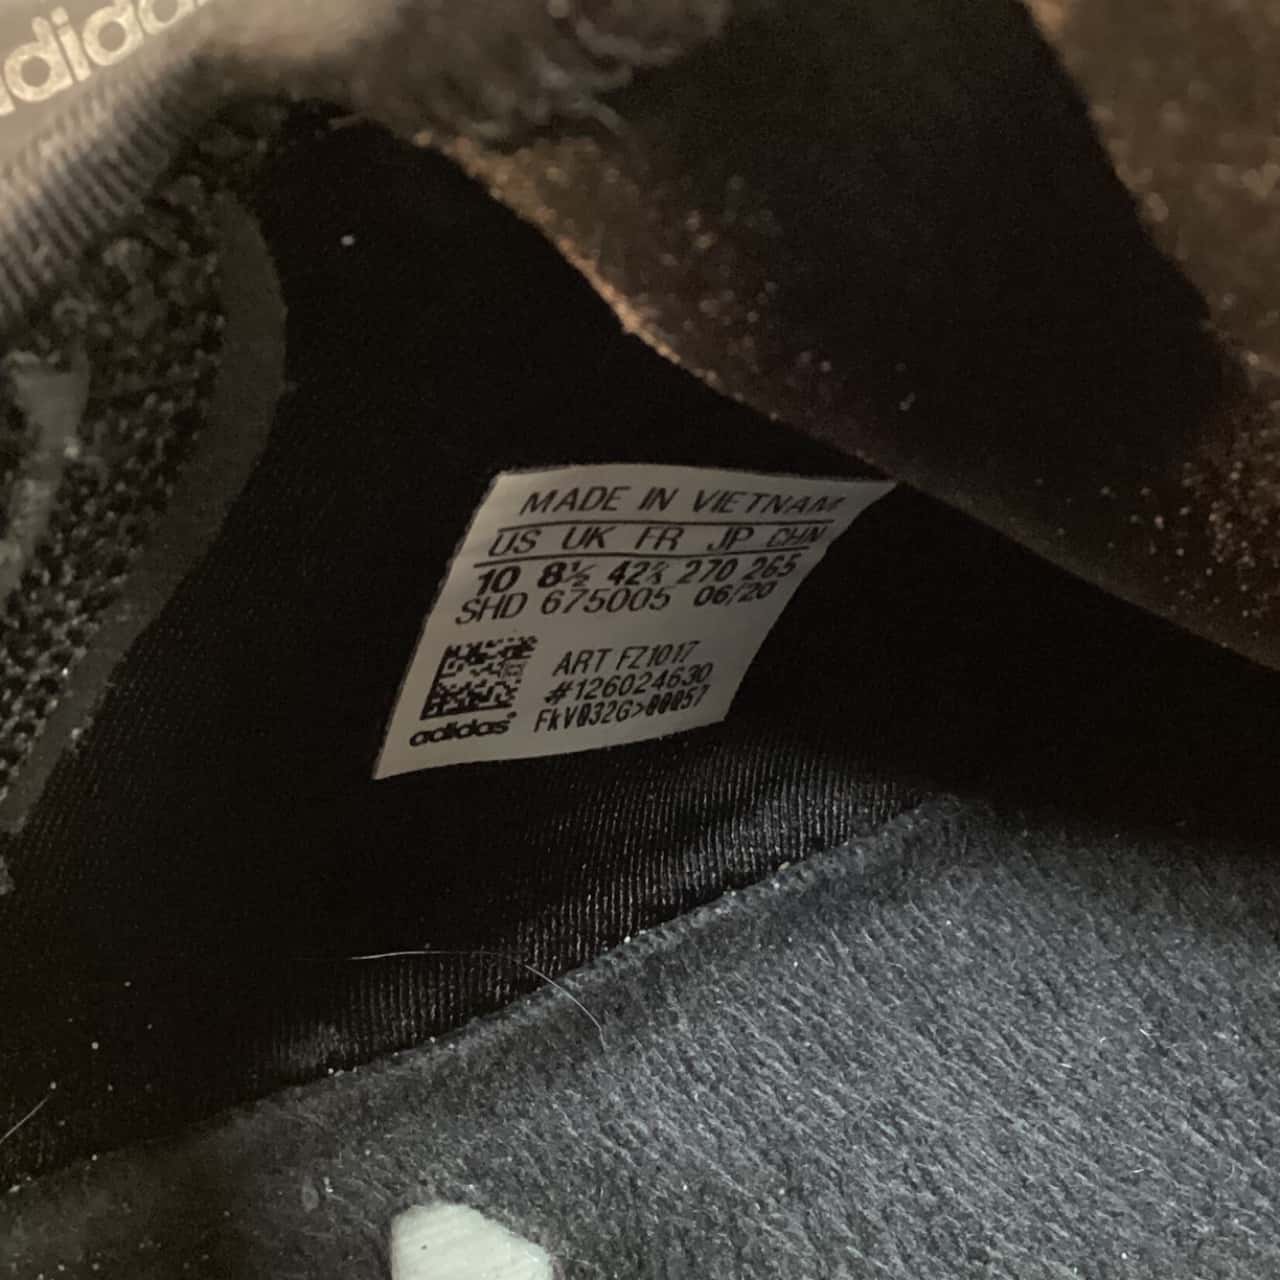 adidas
MADE IN VIETNAM
US UK FR JP CHN
10 8½ 42⅔ 270 265
SHD 675005 06/20
ART FZ1017
#126024630
FkV032G>00057
adidas